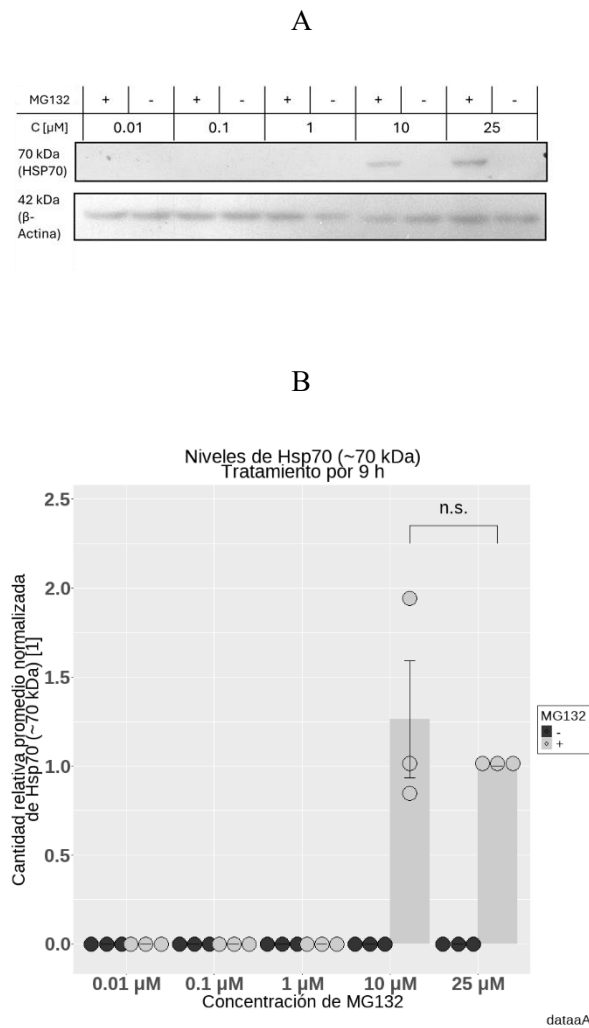 A
MG132 + - + - + - + - + -
C [µM] 0.01 0.1 1 10 25
70 kDa
(HSP70)
42 kDa
(β-
Actina)
B
Niveles de Hsp70 (~70 kDa)
Tratamiento por 9 h
n.s.
2.5
2.0
1.5
1.0
0.5
0.0
Cantidad relativa promedio normalizada
de Hsp70 (~70 kDa) [1]
MG132
-
+
0.01 µM 0.1 µM 1 µM 10 µM 25 µM
Concentración de MG132
dataaA